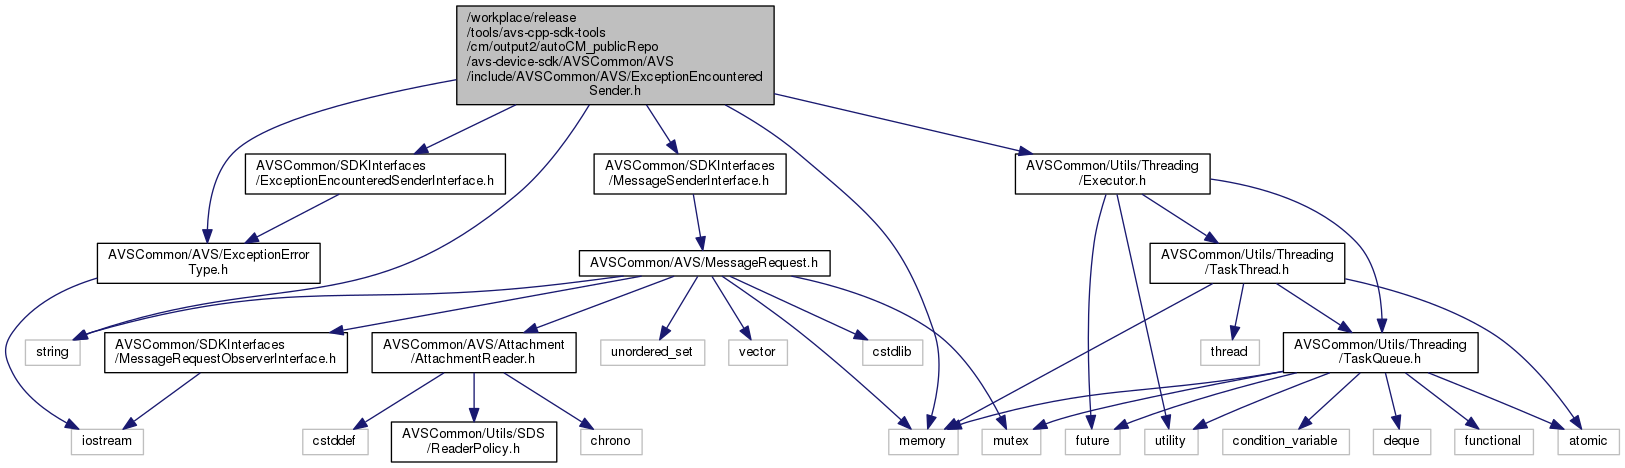 /workplace/release
/tools/avs-cpp-sdk-tools
/cm/output2/autoCM_publicRepo
/avs-device-sdk/AVSCommon/AVS
/include/AVSCommon/AVS/ExceptionEncountered
Sender.h
AVSCommon/SDKInterfaces
/ExceptionEncounteredSenderInterface.h
AVSCommon/SDKInterfaces
/MessageSenderInterface.h
AVSCommon/Utils/Threading
/Executor.h
AVSCommon/AVS/ExceptionError
Type.h
AVSCommon/AVS/MessageRequest.h
AVSCommon/Utils/Threading
/TaskThread.h
string
AVSCommon/SDKInterfaces
/MessageRequestObserverInterface.h
AVSCommon/AVS/Attachment
/AttachmentReader.h
unordered_set
vector
cstdlib
thread
AVSCommon/Utils/Threading
/TaskQueue.h
iostream
cstddef
AVSCommon/Utils/SDS
/ReaderPolicy.h
chrono
memory
mutex
future
utility
condition_variable
deque
functional
atomic